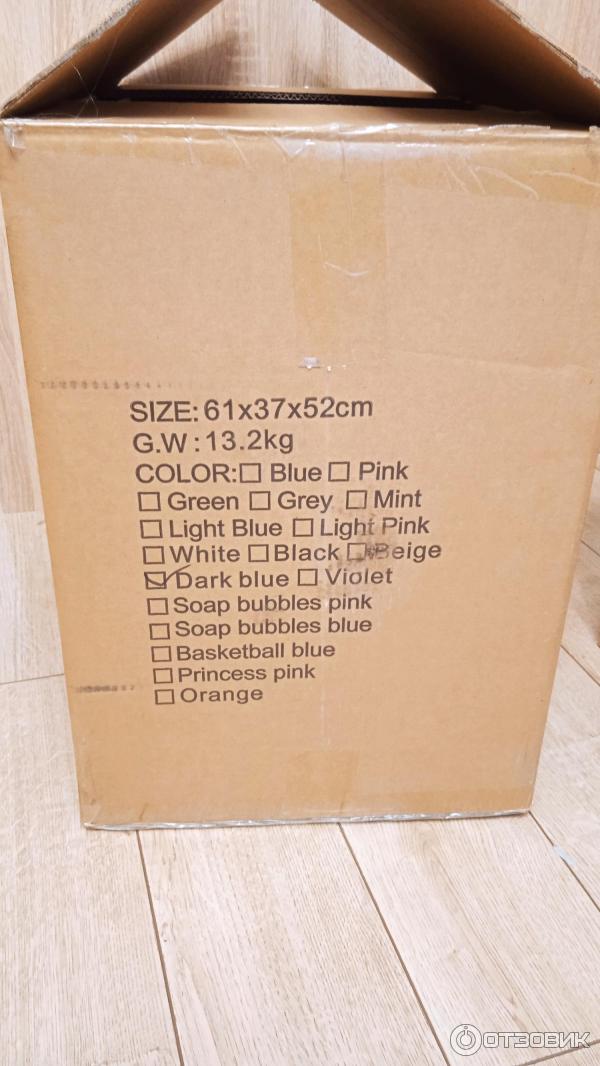 SIZE: 61x37x52cm
G.W : 13.2kg
COLOR: ☐ Blue ☐ Pink
☐ Green ☐ Grey ☐ Mint
☐ Light Blue ☐ Light Pink
☐ White ☐ Black ☐ Beige
☑ Dark blue ☐ Violet
☐ Soap bubbles pink
☐ Soap bubbles blue
☐ Basketball blue
☐ Princess pink
☐ Orange
ОТЗОВИК